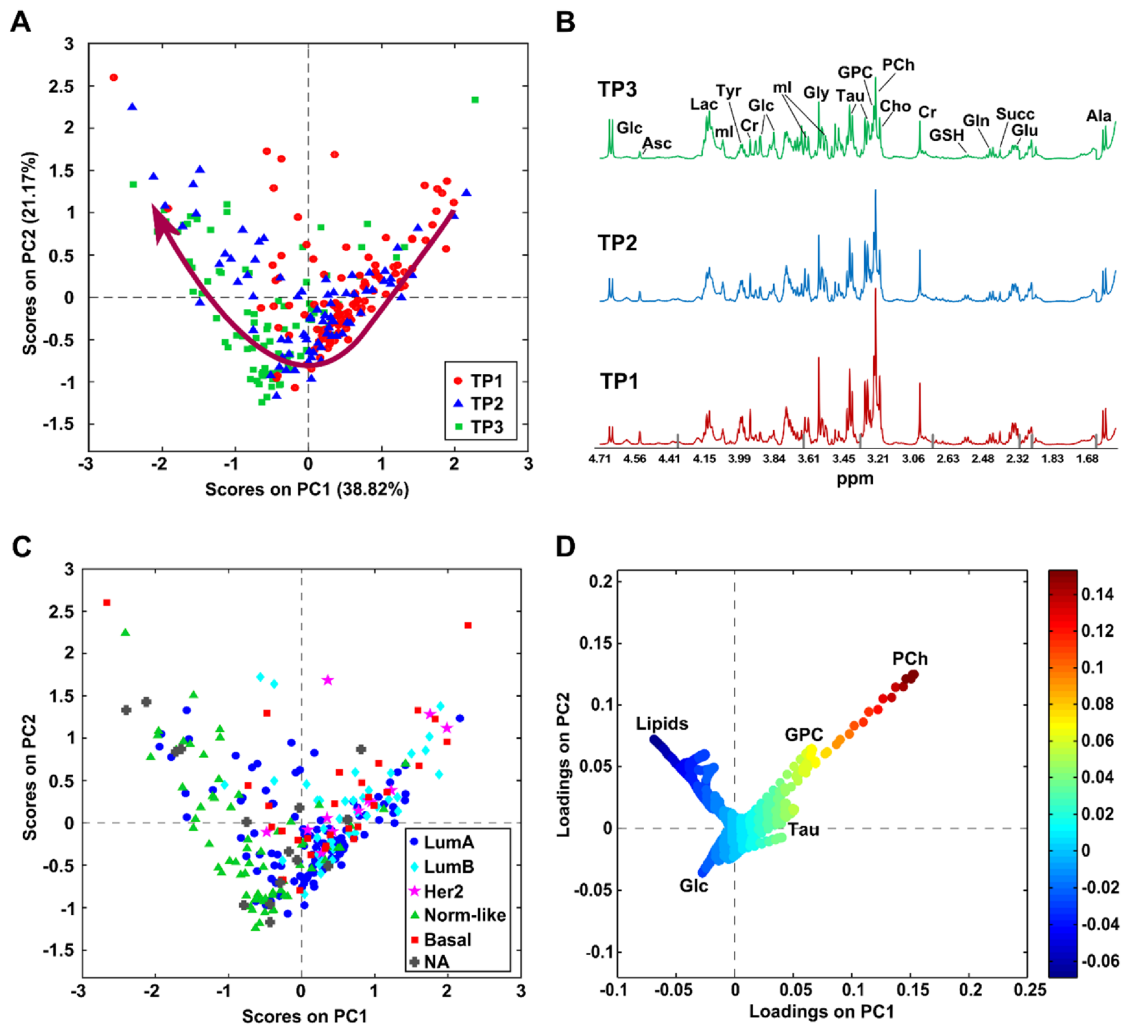 A
Scores on PC2 (21.17%)
3
2.5
2
1.5
1
0.5
0
-0.5
-1
-1.5
-3
-2
-1
0
1
2
3
Scores on PC1 (38.82%)
TP1
TP2
TP3
B
TP3
Glc
Asc
Lac
mI
Tyr
Cr
Glc
mI
Gly
Tau
GPC
PCh
Cho
Cr
GSH
Gln
Succ
Glu
Ala
TP2
TP1
4.71 4.56 4.41 4.15 3.99 3.84 3.61 3.45 3.21 3.06 2.63 2.48 2.32 1.83 1.68
ppm
C
Scores on PC2
3
2.5
2
1.5
1
0.5
0
-0.5
-1
-1.5
-3
-2
-1
0
1
2
3
Scores on PC1
LumA
LumB
Her2
Norm-like
Basal
NA
D
Loadings on PC2
0.2
0.15
0.1
0.05
0
-0.05
-0.1
-0.1
-0.05
0
0.05
0.1
0.15
0.2
0.25
Loadings on PC1
PCh
Lipids
GPC
Tau
Glc
0.14
0.12
0.1
0.08
0.06
0.04
0.02
0
-0.02
-0.04
-0.06